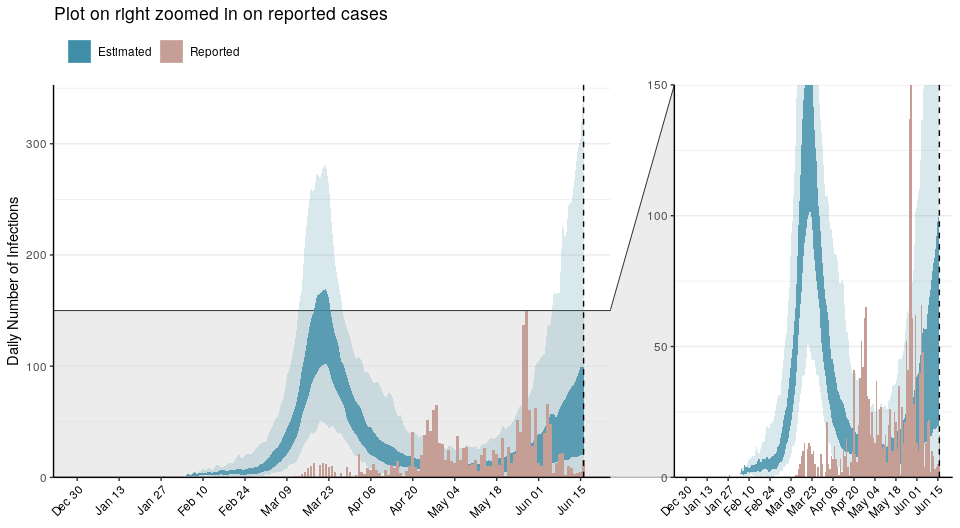 Plot on right zoomed in on reported cases
Estimated Reported
Daily Number of Infections
300
200
100
0
Dec 30 Jan 13 Jan 27 Feb 10 Feb 24 Mar 09 Mar 23 Apr 06 Apr 20 May 04 May 18 Jun 01 Jun 15
150
100
50
0
Dec 30 Jan 13 Jan 27 Feb 10 Feb 24 Mar 09 Mar 23 Apr 06 Apr 20 May 04 May 18 Jun 01 Jun 15